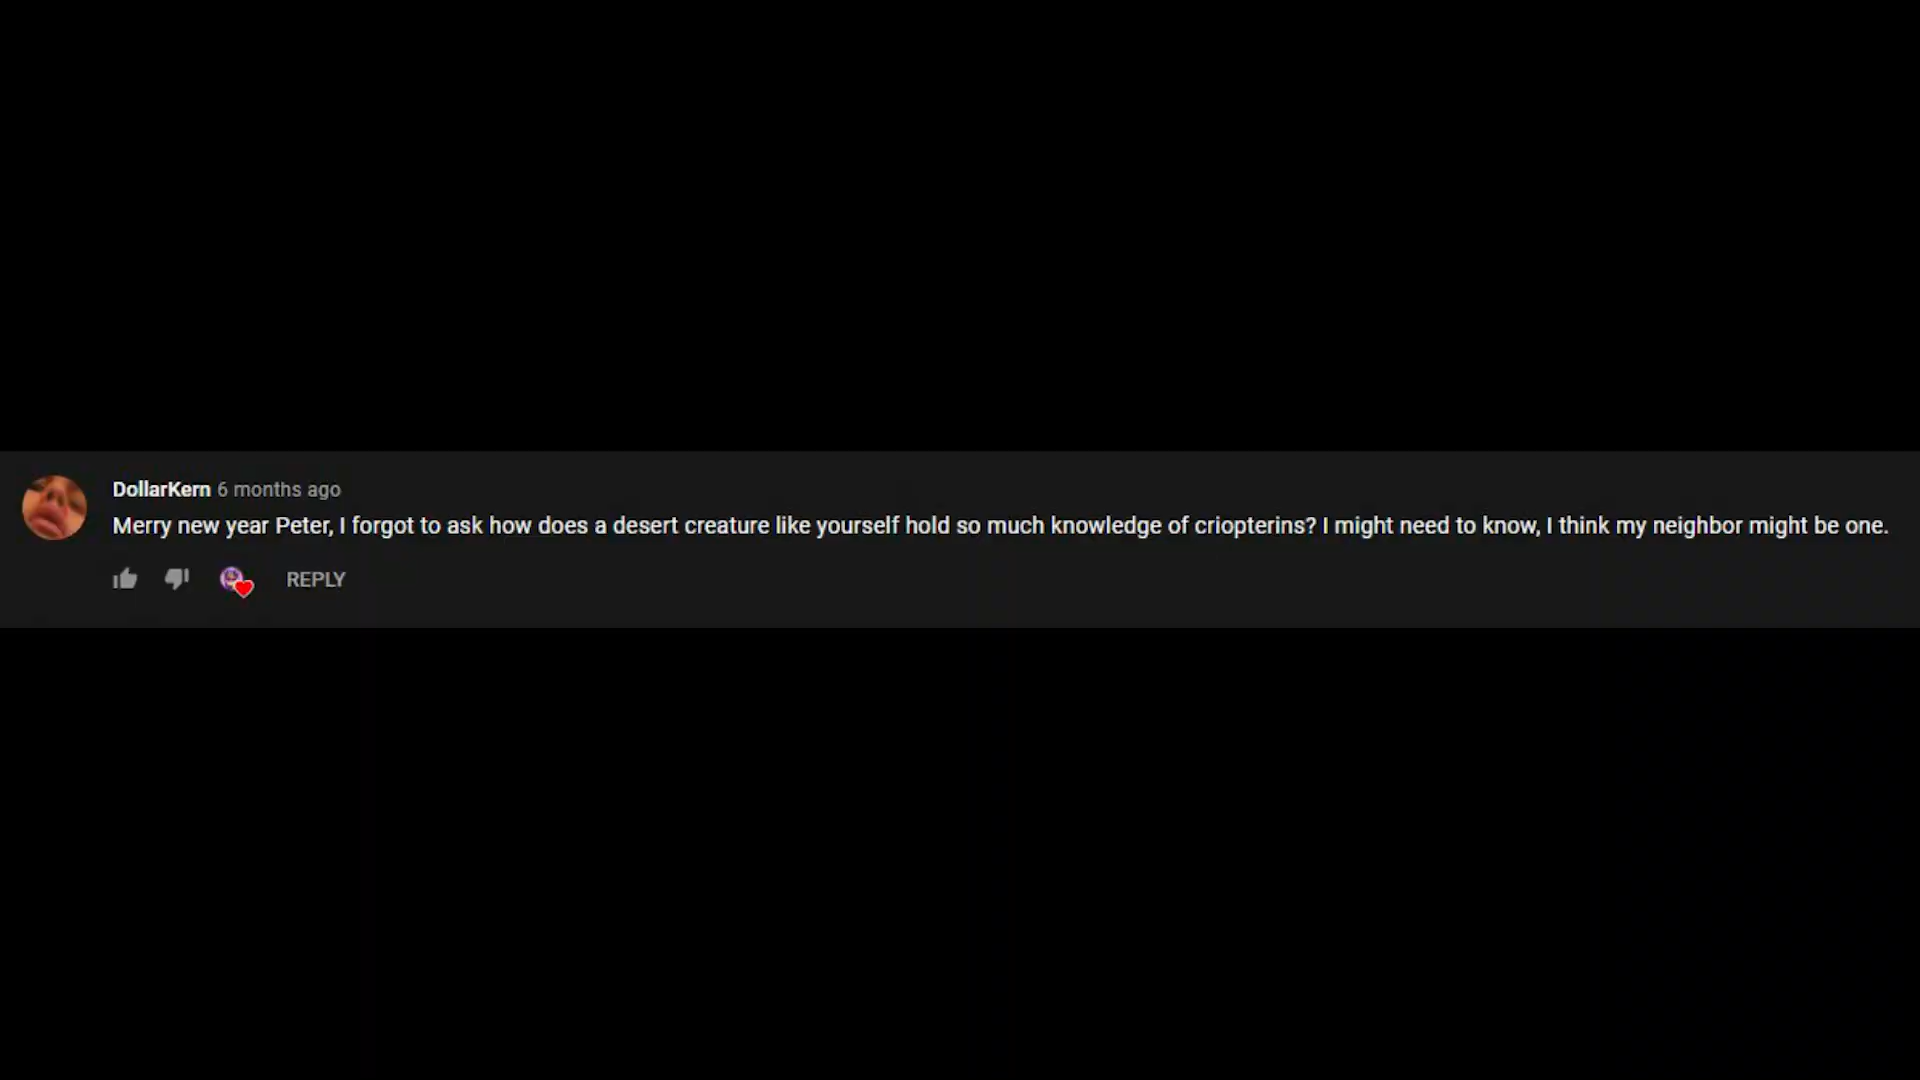 DollarKern 6 months ago
Merry new year Peter, I forgot to ask how does a desert creature like yourself hold so much knowledge of criopterins? I might need to know, I think my neighbor might be one.
REPLY